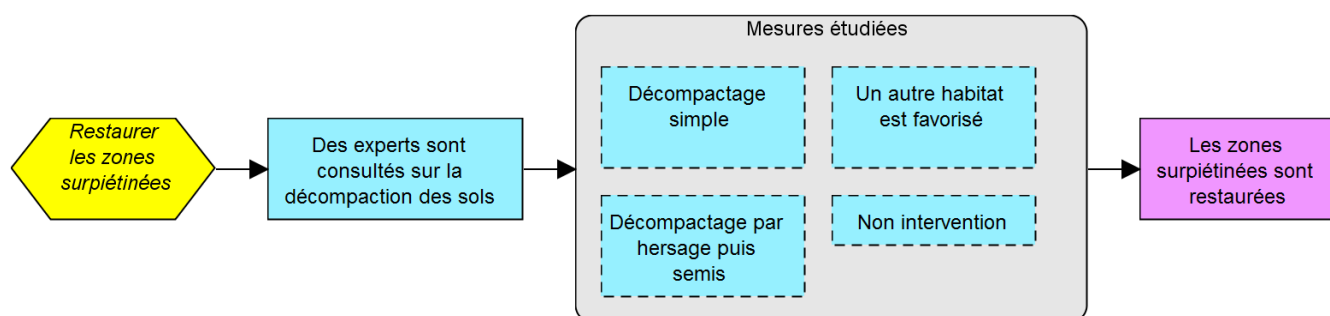 Restaurer
les zones
surpiétinées
Des experts sont
consultés sur la
décompaction des sols
Mesures étudiées
Décompactage
simple
Un autre habitat
est favorisé
Décompactage par
hersage puis
semis
Non intervention
Les zones
surpiétinées sont
restaurées